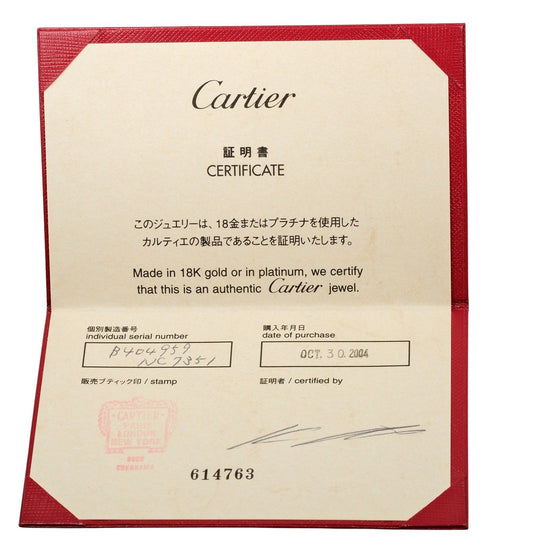 Cartier
証明書
CERTIFICATE
このジュエリーは、18金またはプラチナを使用した
カルティエの製品であることを証明いたします。
Made in 18K gold or in platinum, we certify
that this is an authentic Cartier jewel.
個別製造番号
individual serial number
B404959
NC7351
購入年月日
date of purchase
OCT. 30.2004
販売ブティック印 / stamp
証明者 / certified by
CARTIER
PARIS
LONDON
NEW YORK
614763